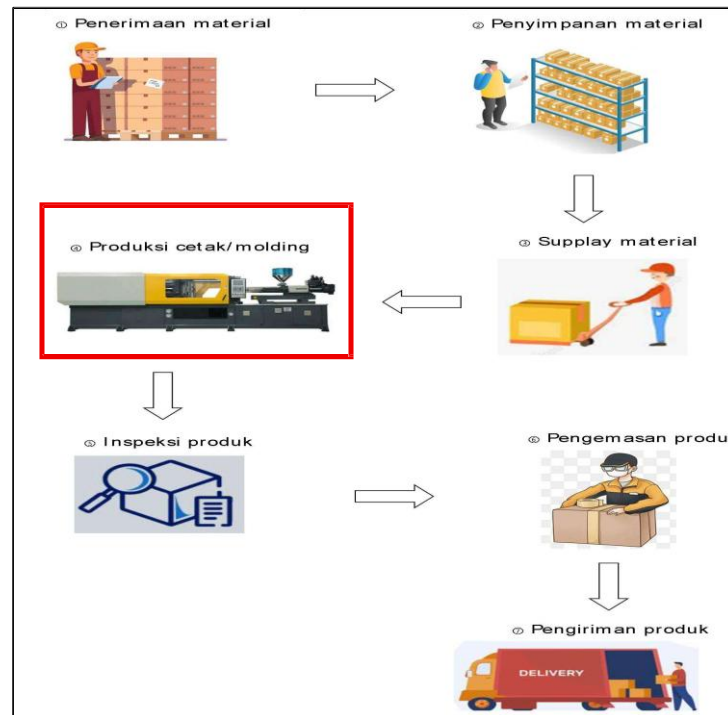 ① Penerimaan material
② Penyimpanan material
③ Supplay material
④ Produksi cetak/molding
⑤ Inspeksi produk
⑥ Pengemasan produ
⑦ Pengiriman produk
DELIVERY